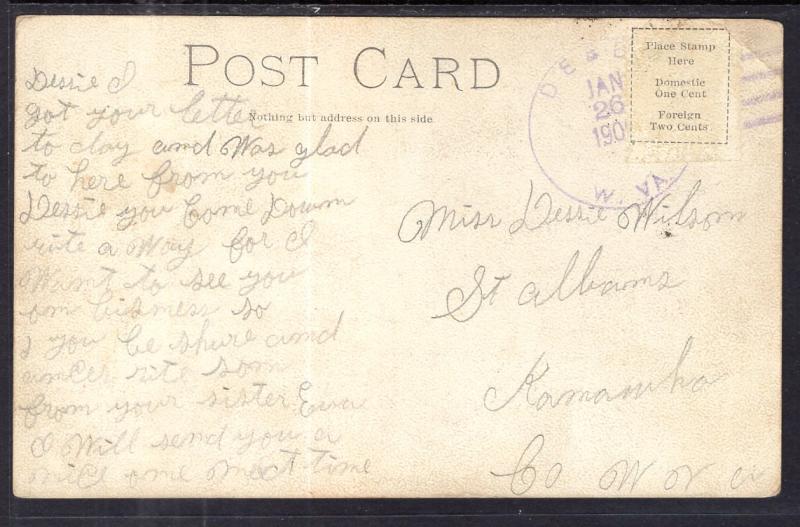 POST CARD
Nothing but address on this side
Place Stamp
Here
Domestic
One Cent
Foreign
Two Cents.
JAN
26
190
W. VA.
Dessie I
got your letter
to day and Was glad
to here from you
Dessie you Come Down
rite a Way for I
Want to see you
on bisness so
you be shure and
ancer rite soon
from your sister Eva
I Will send you a
nice one next time
Miss Dessie Wilson
St albans
Kanawha
Co W V a